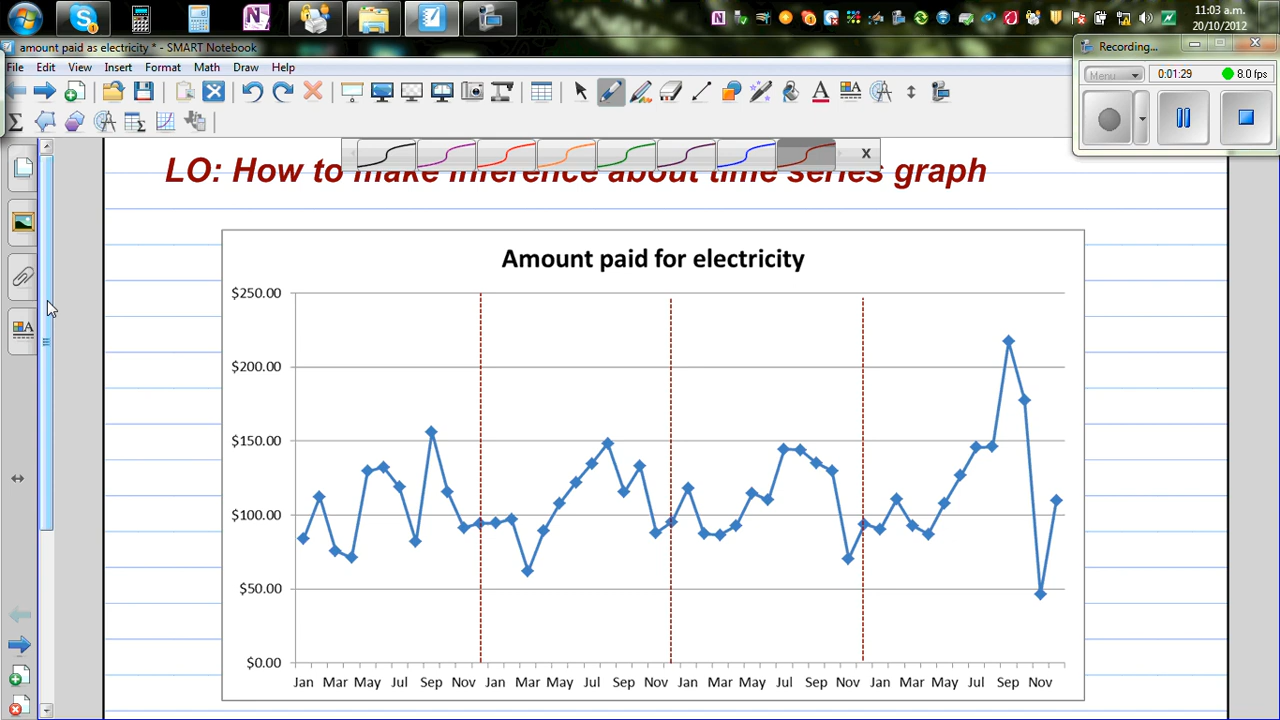 11:03 a.m.
20/10/2012
amount paid as electricity * - SMART Notebook
Recording...
File Edit View Insert Format Math Draw Help
Menu 0:01:29 8.0 fps
LO: How to make inference about time series graph
Amount paid for electricity
$250.00
$200.00
$150.00
$100.00
$50.00
$0.00
Jan Mar May Jul Sep Nov Jan Mar May Jul Sep Nov Jan Mar May Jul Sep Nov Jan Mar May Jul Sep Nov